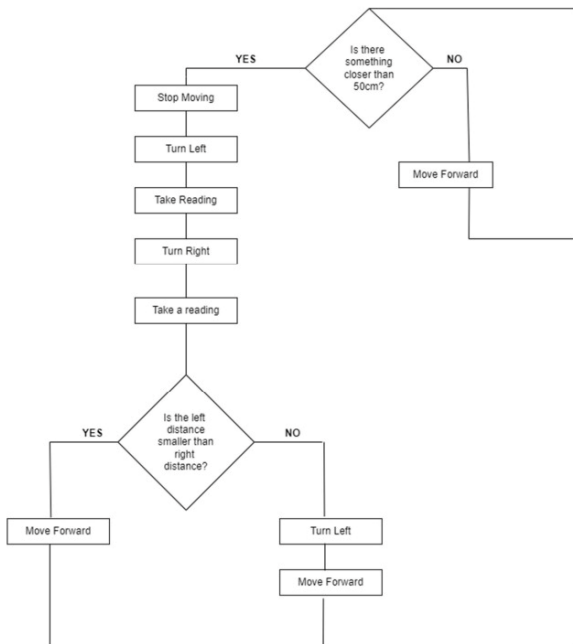 Is there
something
closer than
50cm?
YES
NO
Stop Moving
Turn Left
Take Reading
Move Forward
Turn Right
Take a reading
Is the left
distance
smaller than
right
distance?
YES
NO
Move Forward
Turn Left
Move Forward